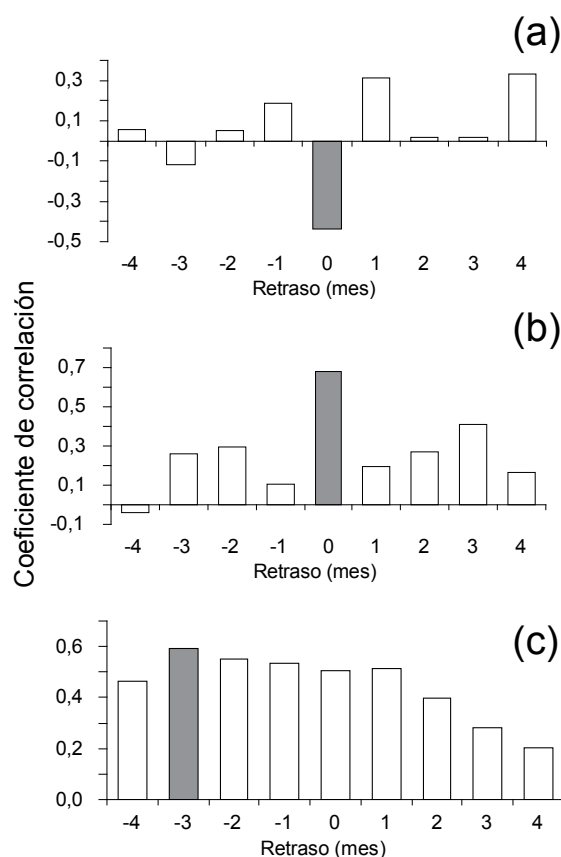 (a)
0,3
0,1
-0,1
-0,3
-0,5
-4 -3 -2 -1 0 1 2 3 4
Retraso (mes)
Coeficiente de correlación
(b)
0,7
0,5
0,3
0,1
-0,1
-4 -3 -2 -1 0 1 2 3 4
Retraso (mes)
(c)
0,6
0,4
0,2
0,0
-4 -3 -2 -1 0 1 2 3 4
Retraso (mes)